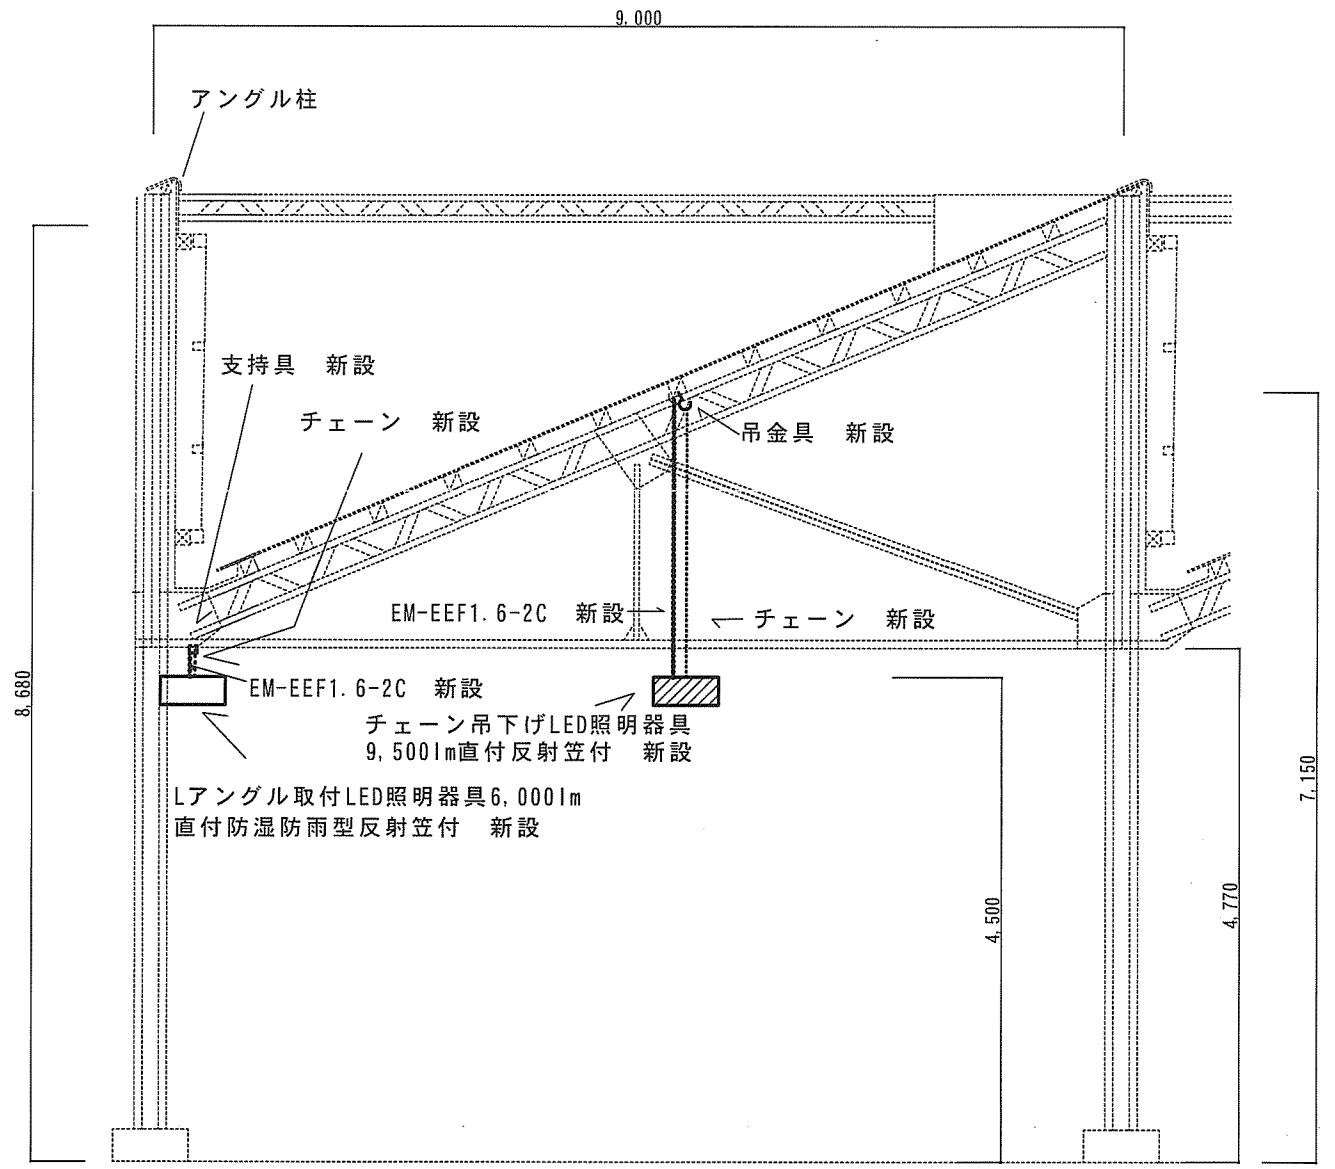 9,000
アングル柱
支持具　新設
チェーン　新設
吊金具　新設
EM-EEF1.6-2C　新設
チェーン　新設
EM-EEF1.6-2C　新設
チェーン吊下げLED照明器具
9,500lm直付反射笠付　新設
Lアングル取付LED照明器具6,000lm
直付防湿防雨型反射笠付　新設
8,680
4,500
4,770
7,150